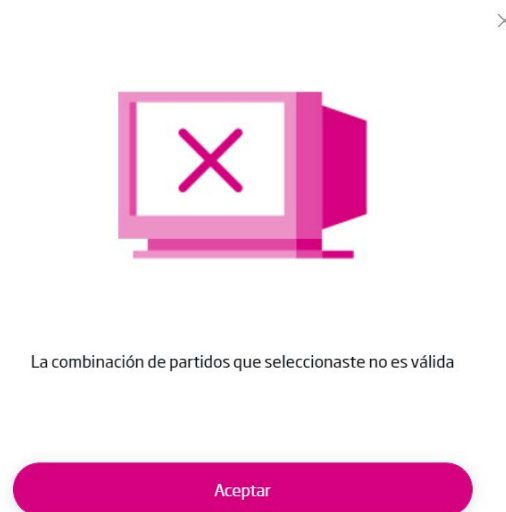 La combinación de partidos que seleccionaste no es válida
Aceptar